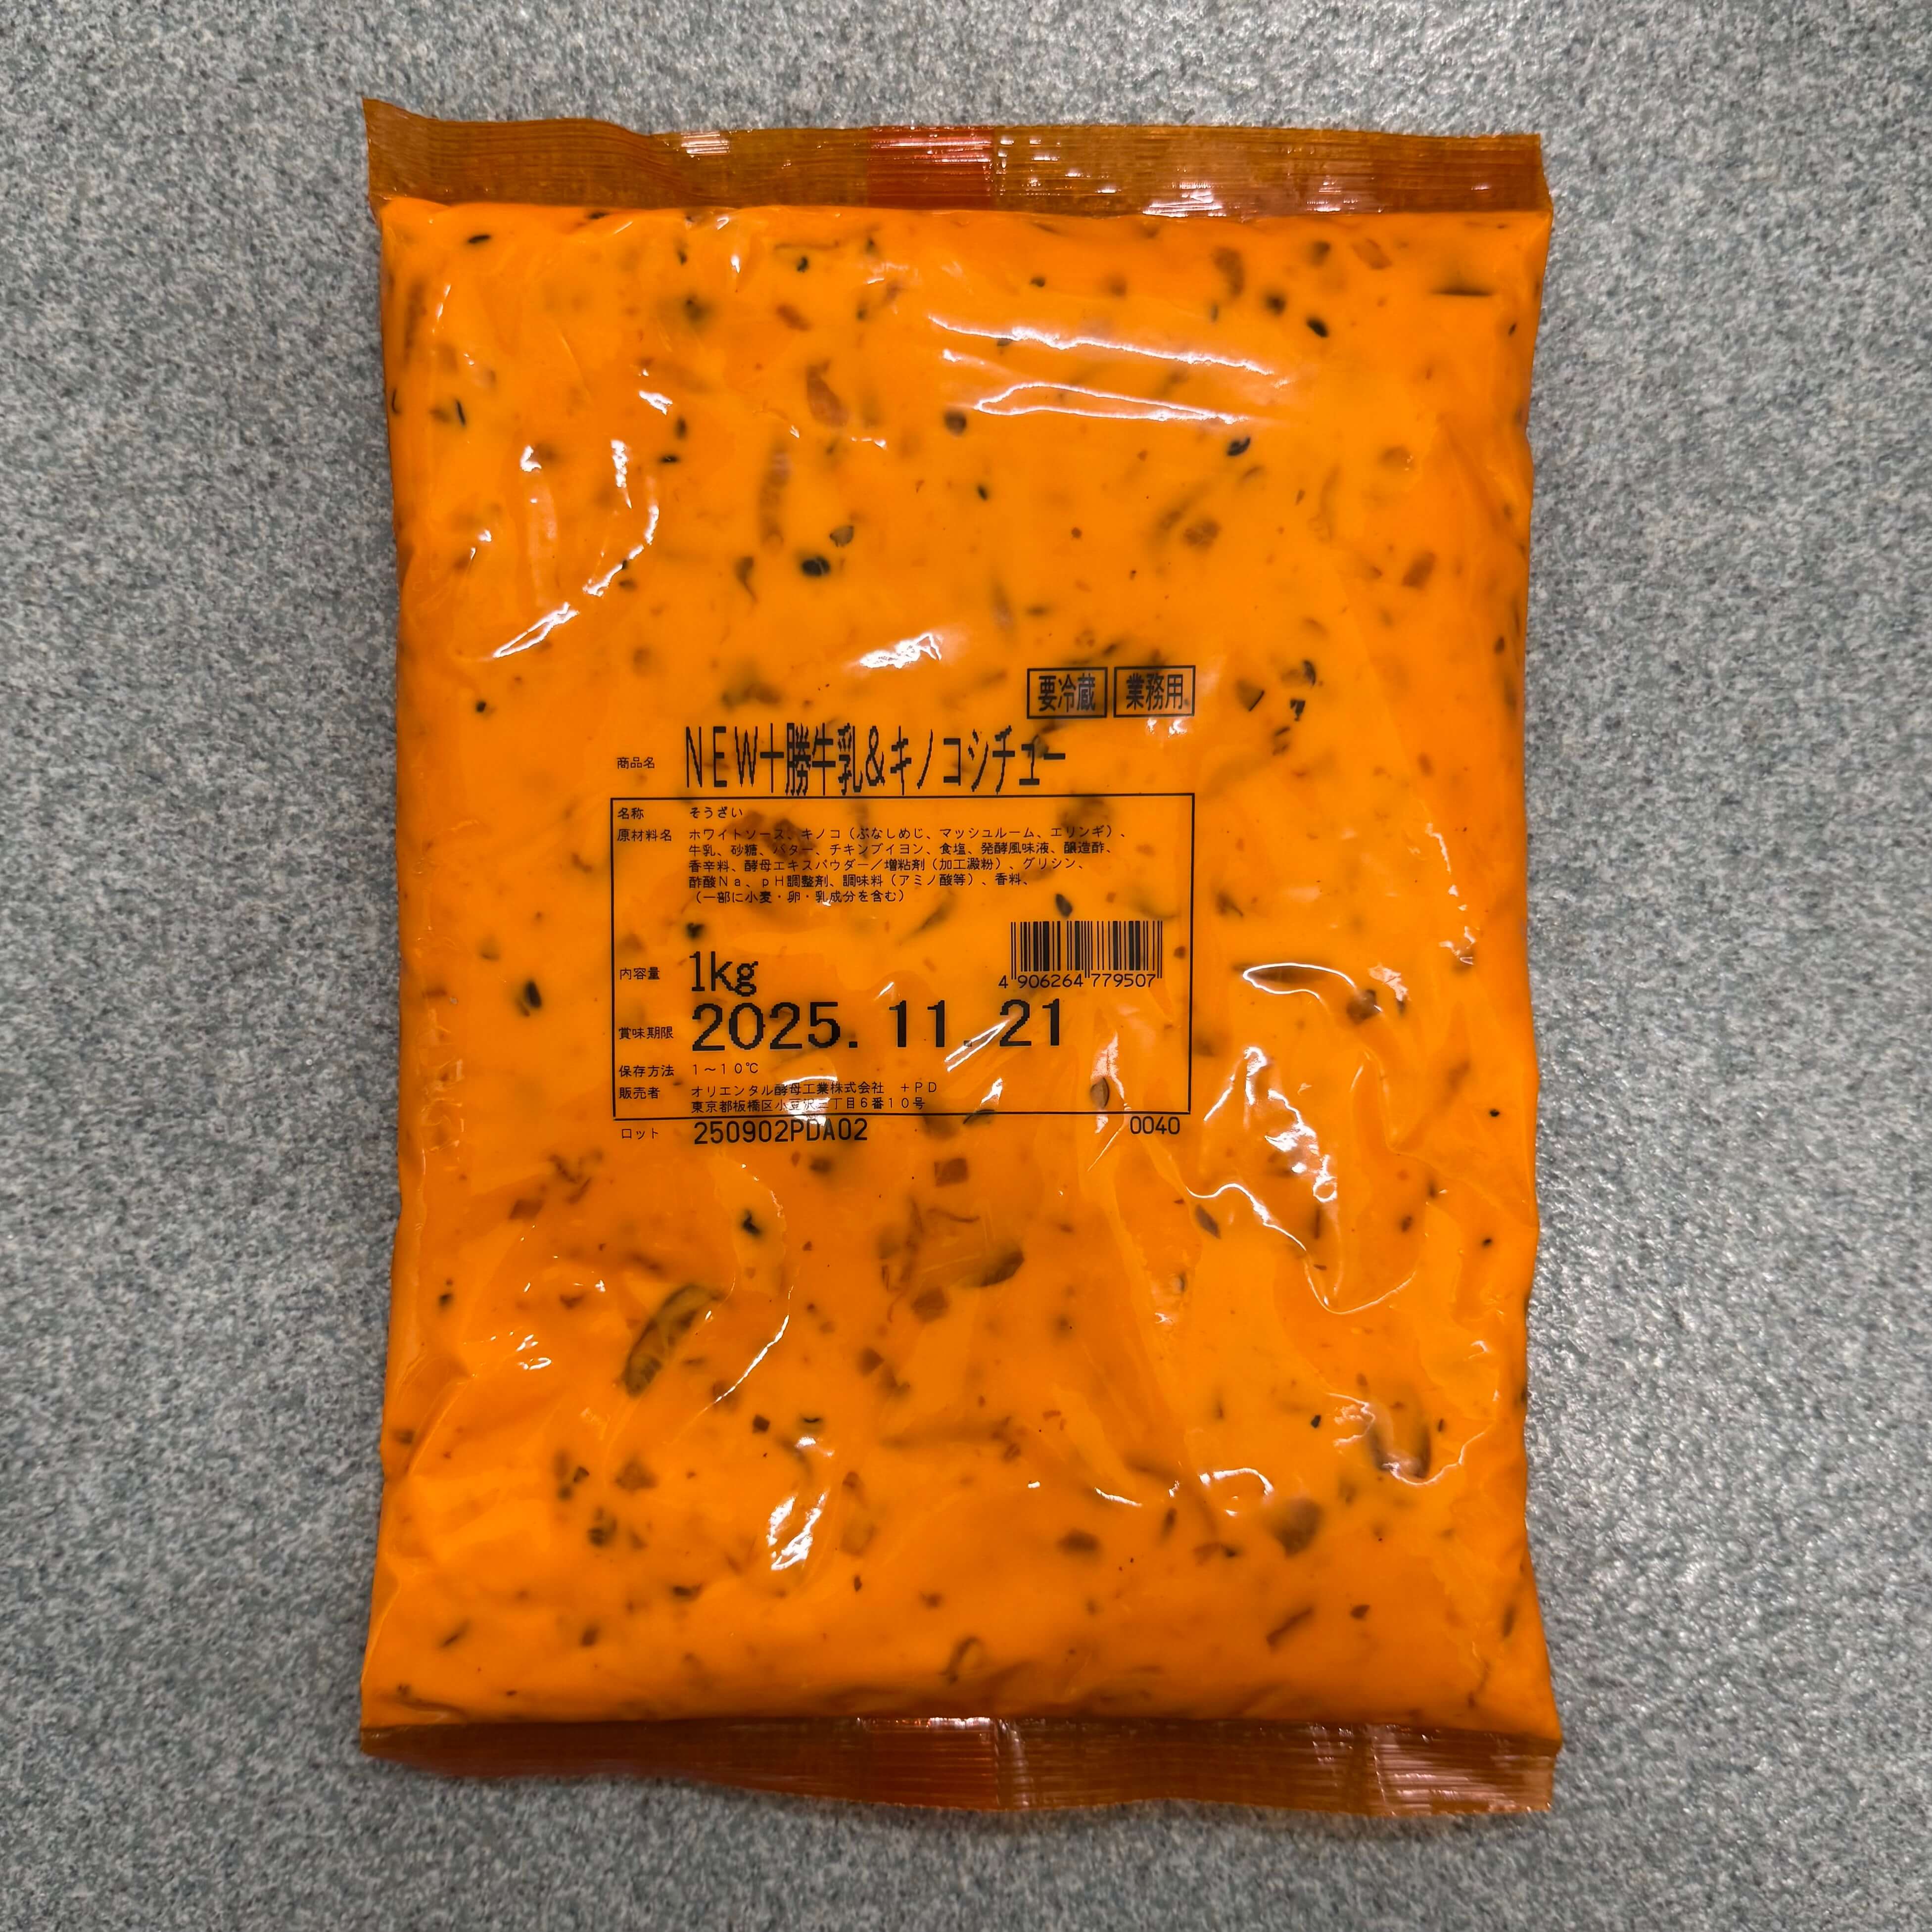 要冷蔵 業務用
商品名 NEW十勝牛乳&キノコシチュー
名称 そうざい
原材料名 ホワイトソース、キノコ（ぶなしめじ、マッシュルーム、エリンギ）、
牛乳、砂糖、バター、チキンブイヨン、食塩、発酵風味液、醸造酢、
香辛料、酵母エキスパウダー／増粘剤（加工澱粉）、グリシン、
酢酸Na、pH調整剤、調味料（アミノ酸等）、香料、
（一部に小麦・卵・乳成分を含む）
内容量 1kg
4 906264 779507
賞味期限 2025. 11. 21
保存方法 1～10℃
販売者 オリエンタル酵母工業株式会社 +PD
東京都板橋区小豆沢三丁目6番10号
ロット 250902PDA02 0040